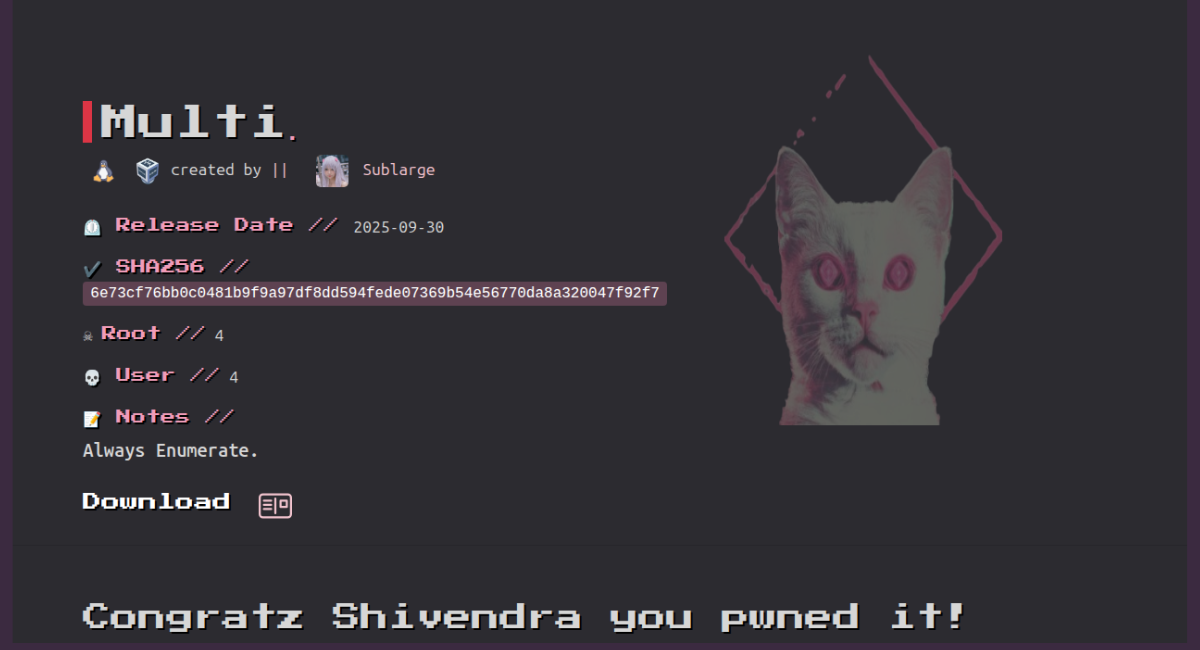 Multi.
created by || Sublarge
Release Date // 2025-09-30
SHA256 //
6e73cf76bb0c0481b9f9a97df8dd594fede07369b54e56770da8a320047f92f7
Root // 4
User // 4
Notes //
Always Enumerate.
Download
Congratz Shivendra you pwned it!